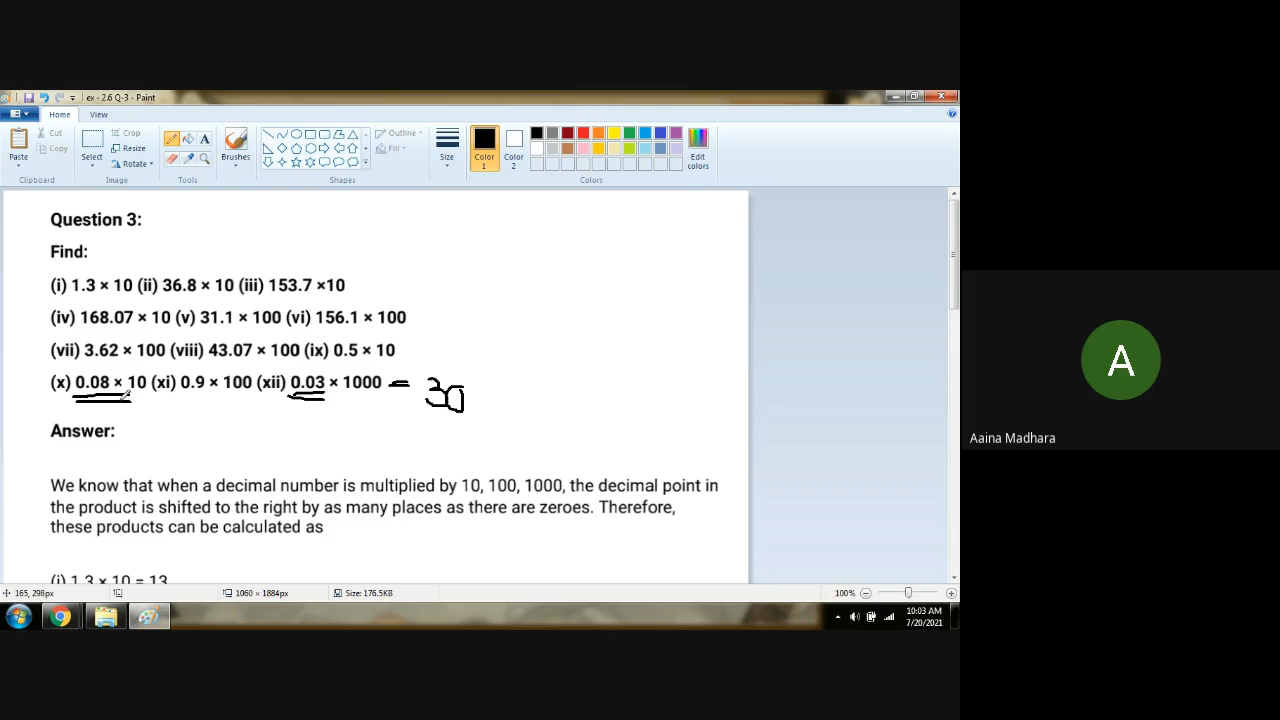 ex - 2.6 Q-3 - Paint
Home View
Paste Cut Copy Select Crop Resize Rotate A Brushes Outline Fill Size Color 1 Color 2 Edit colors
Clipboard Image Tools Shapes Colors
Question 3:
Find:
(i) 1.3 × 10 (ii) 36.8 × 10 (iii) 153.7 ×10
(iv) 168.07 × 10 (v) 31.1 × 100 (vi) 156.1 × 100
(vii) 3.62 × 100 (viii) 43.07 × 100 (ix) 0.5 × 10
(x) 0.08 × 10 (xi) 0.9 × 100 (xii) 0.03 × 1000 = 30
Answer:
We know that when a decimal number is multiplied by 10, 100, 1000, the decimal point in
the product is shifted to the right by as many places as there are zeroes. Therefore,
these products can be calculated as
(i) 1.3 × 10 = 13
165, 298px 1060 × 1884px Size: 176.5KB 100%
10:03 AM
7/20/2021
A
Aaina Madhara